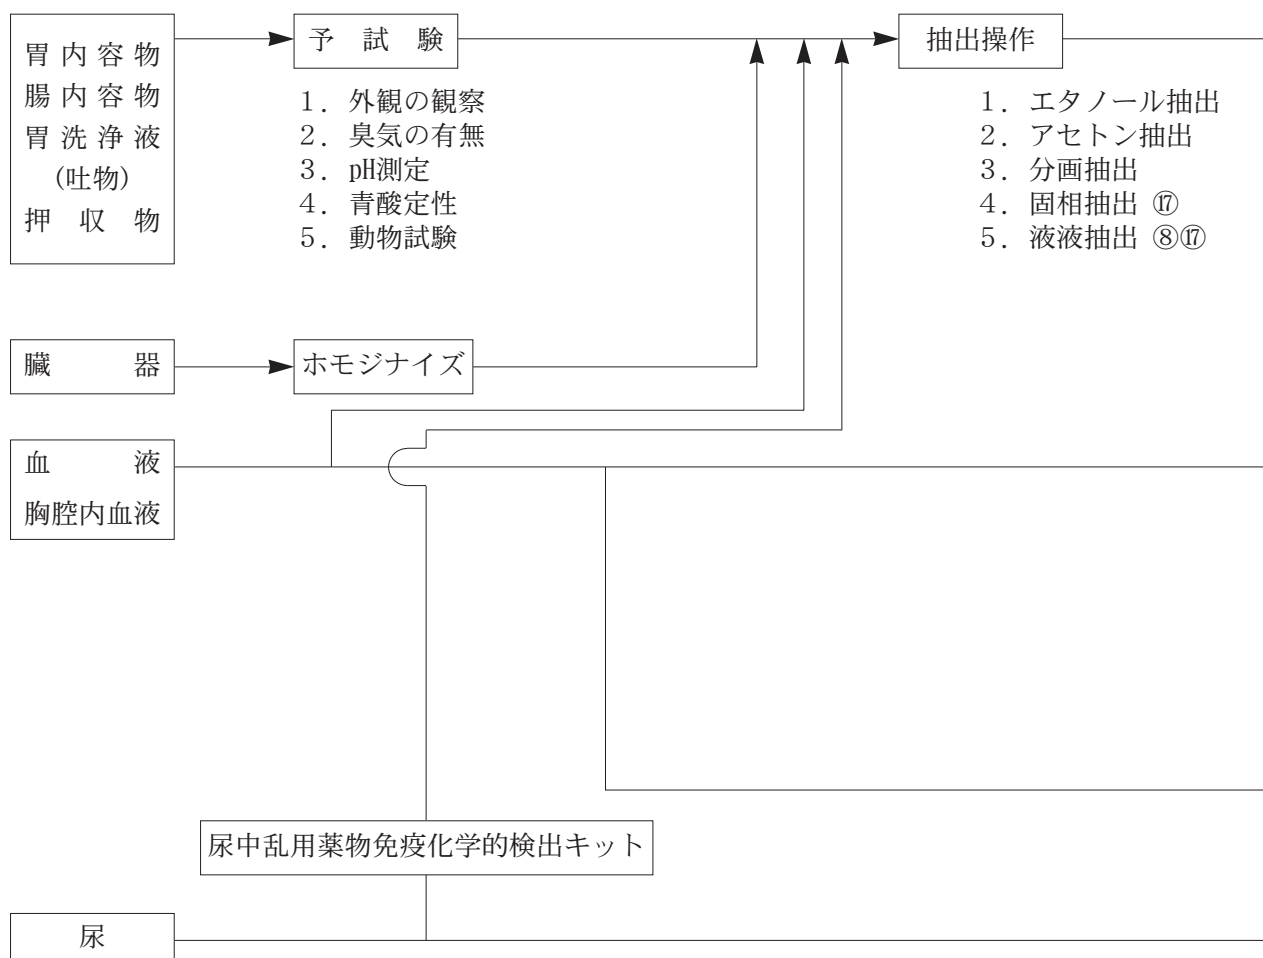 胃内容物
腸内容物
胃洗浄液
(吐物)
押収物
予試験
1. 外観の観察
2. 臭気の有無
3. pH測定
4. 青酸定性
5. 動物試験
抽出操作
1. エタノール抽出
2. アセトン抽出
3. 分画抽出
4. 固相抽出 ⑰
5. 液液抽出 ⑧⑰
臓器
ホモジナイズ
血液
胸腔内血液
尿中乱用薬物免疫化学的検出キット
尿